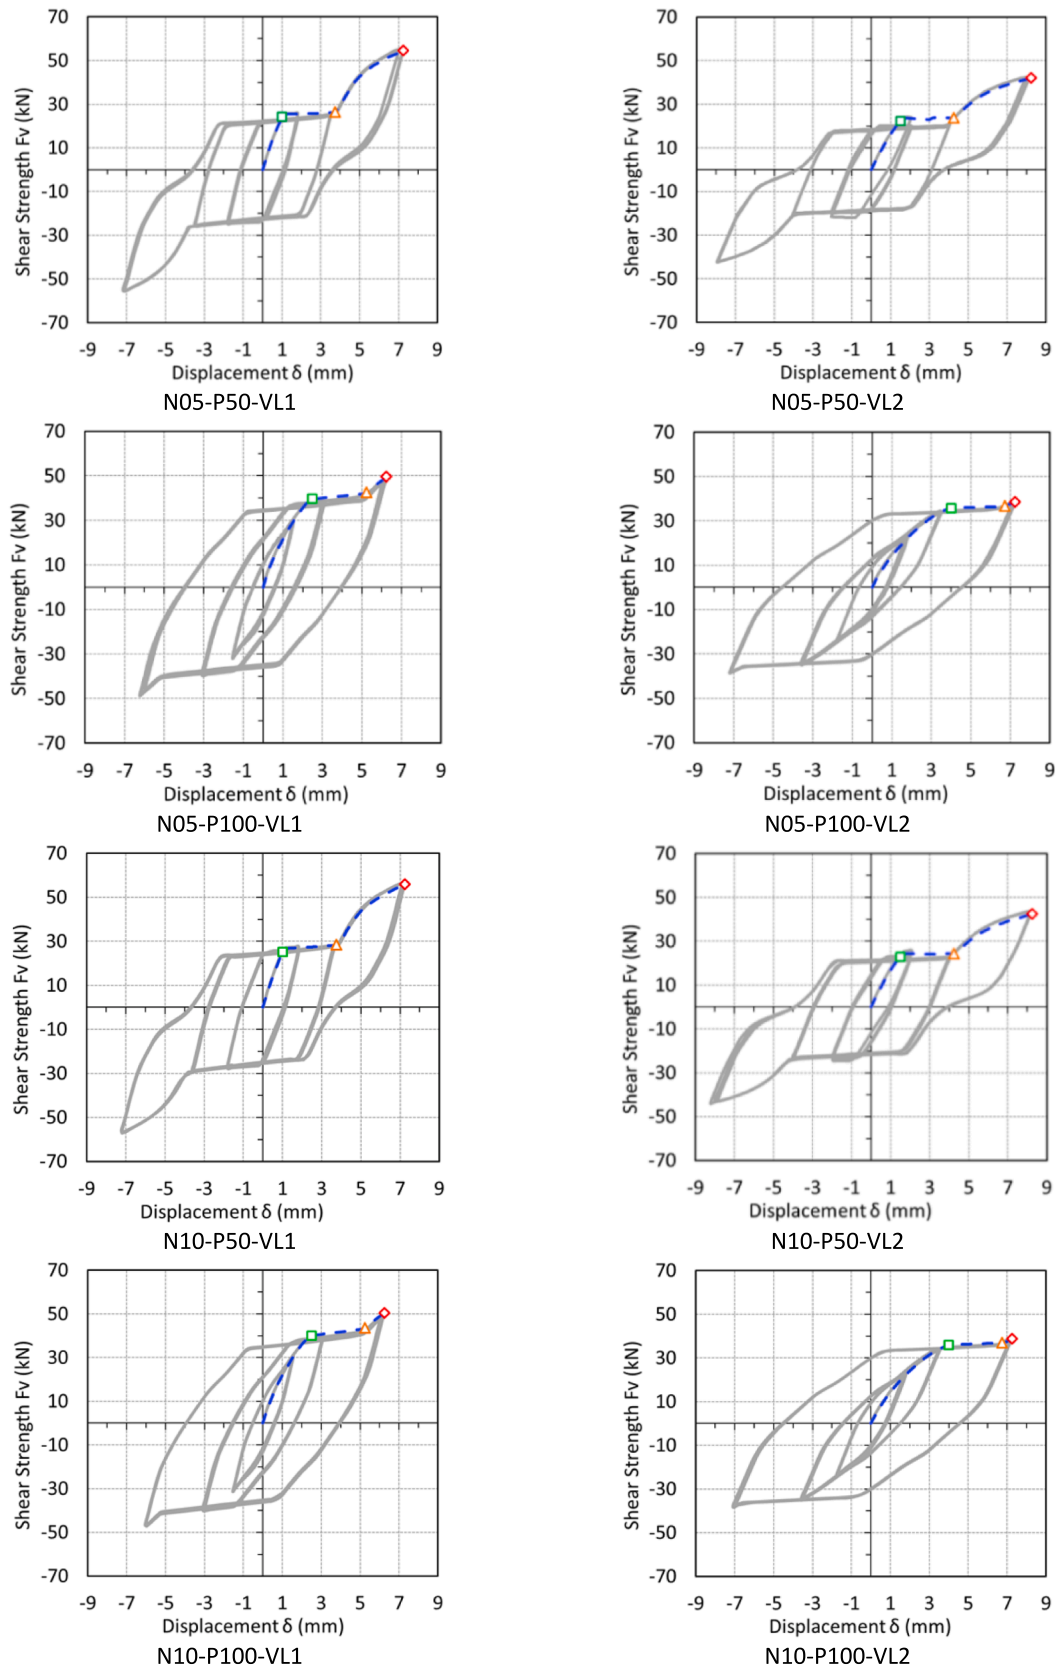 70
50
30
10
-10
-30
-50
-70
Shear Strength Fv (kN)
-9 -7 -5 -3 -1 1 3 5 7 9
Displacement δ (mm)
N05-P50-VL1
70
50
30
10
-10
-30
-50
-70
Shear Strength Fv (kN)
-9 -7 -5 -3 -1 1 3 5 7 9
Displacement δ (mm)
N05-P50-VL2
70
50
30
10
-10
-30
-50
-70
Shear Strength Fv (kN)
-9 -7 -5 -3 -1 1 3 5 7 9
Displacement δ (mm)
N05-P100-VL1
70
50
30
10
-10
-30
-50
-70
Shear Strength Fv (kN)
-9 -7 -5 -3 -1 1 3 5 7 9
Displacement δ (mm)
N05-P100-VL2
70
50
30
10
-10
-30
-50
-70
Shear Strength Fv (kN)
-9 -7 -5 -3 -1 1 3 5 7 9
Displacement δ (mm)
N10-P50-VL1
70
50
30
10
-10
-30
-50
-70
Shear Strength Fv (kN)
-9 -7 -5 -3 -1 1 3 5 7 9
Displacement δ (mm)
N10-P50-VL2
70
50
30
10
-10
-30
-50
-70
Shear Strength Fv (kN)
-9 -7 -5 -3 -1 1 3 5 7 9
Displacement δ (mm)
N10-P100-VL1
70
50
30
10
-10
-30
-50
-70
Shear Strength Fv (kN)
-9 -7 -5 -3 -1 1 3 5 7 9
Displacement δ (mm)
N10-P100-VL2